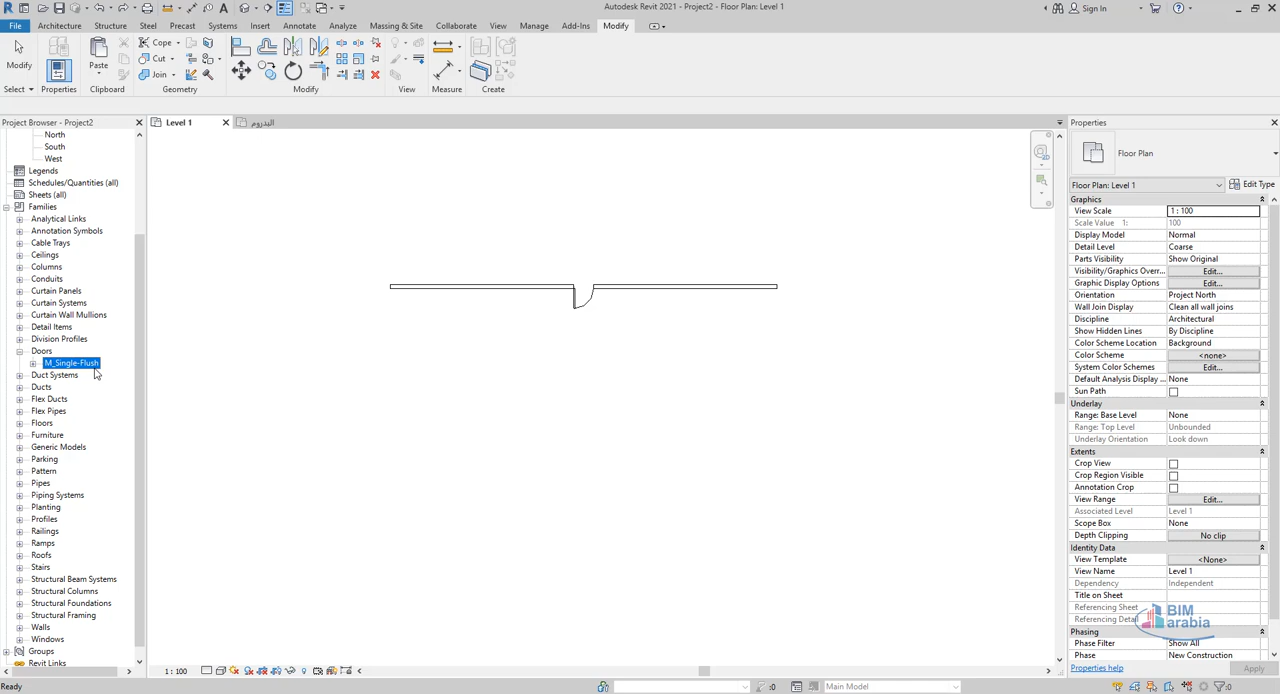 Autodesk Revit 2021 - Project2 - Floor Plan: Level 1
Sign In
File Architecture Structure Steel Precast Systems Insert Annotate Analyze Massing & Site Collaborate View Manage Add-Ins Modify
Modify
Paste
Cope
Cut
Join
Select Properties Clipboard Geometry Modify View Measure Create
Project Browser - Project2
Level 1
البدروم
Properties
North
South
West
Legends
Schedules/Quantities (all)
Sheets (all)
Families
Analytical Links
Annotation Symbols
Cable Trays
Ceilings
Columns
Conduits
Curtain Panels
Curtain Systems
Curtain Wall Mullions
Detail Items
Division Profiles
Doors
M_Single-Flush
Duct Systems
Ducts
Flex Ducts
Flex Pipes
Floors
Furniture
Generic Models
Parking
Pattern
Pipes
Piping Systems
Planting
Profiles
Railings
Ramps
Roofs
Stairs
Structural Beam Systems
Structural Columns
Structural Foundations
Structural Framing
Walls
Windows
Groups
Revit Links
Floor Plan
Floor Plan: Level 1 Edit Type
Graphics
View Scale 1 : 100
Scale Value 1: 100
Display Model Normal
Detail Level Coarse
Parts Visibility Show Original
Visibility/Graphics Overr... Edit...
Graphic Display Options Edit...
Orientation Project North
Wall Join Display Clean all wall joins
Discipline Architectural
Show Hidden Lines By Discipline
Color Scheme Location Background
Color Scheme <none>
System Color Schemes Edit...
Default Analysis Display ... None
Sun Path
Underlay
Range: Base Level None
Range: Top Level Unbounded
Underlay Orientation Look down
Extents
Crop View
Crop Region Visible
Annotation Crop
View Range Edit...
Associated Level Level 1
Scope Box None
Depth Clipping No clip
Identity Data
View Template <None>
View Name Level 1
Dependency Independent
Title on Sheet
Referencing Sheet
Referencing Detail
BIM
arabia
Phasing
Phase Filter Show All
Phase New Construction
Properties help Apply
1 : 100
Ready
:0
Main Model
:0